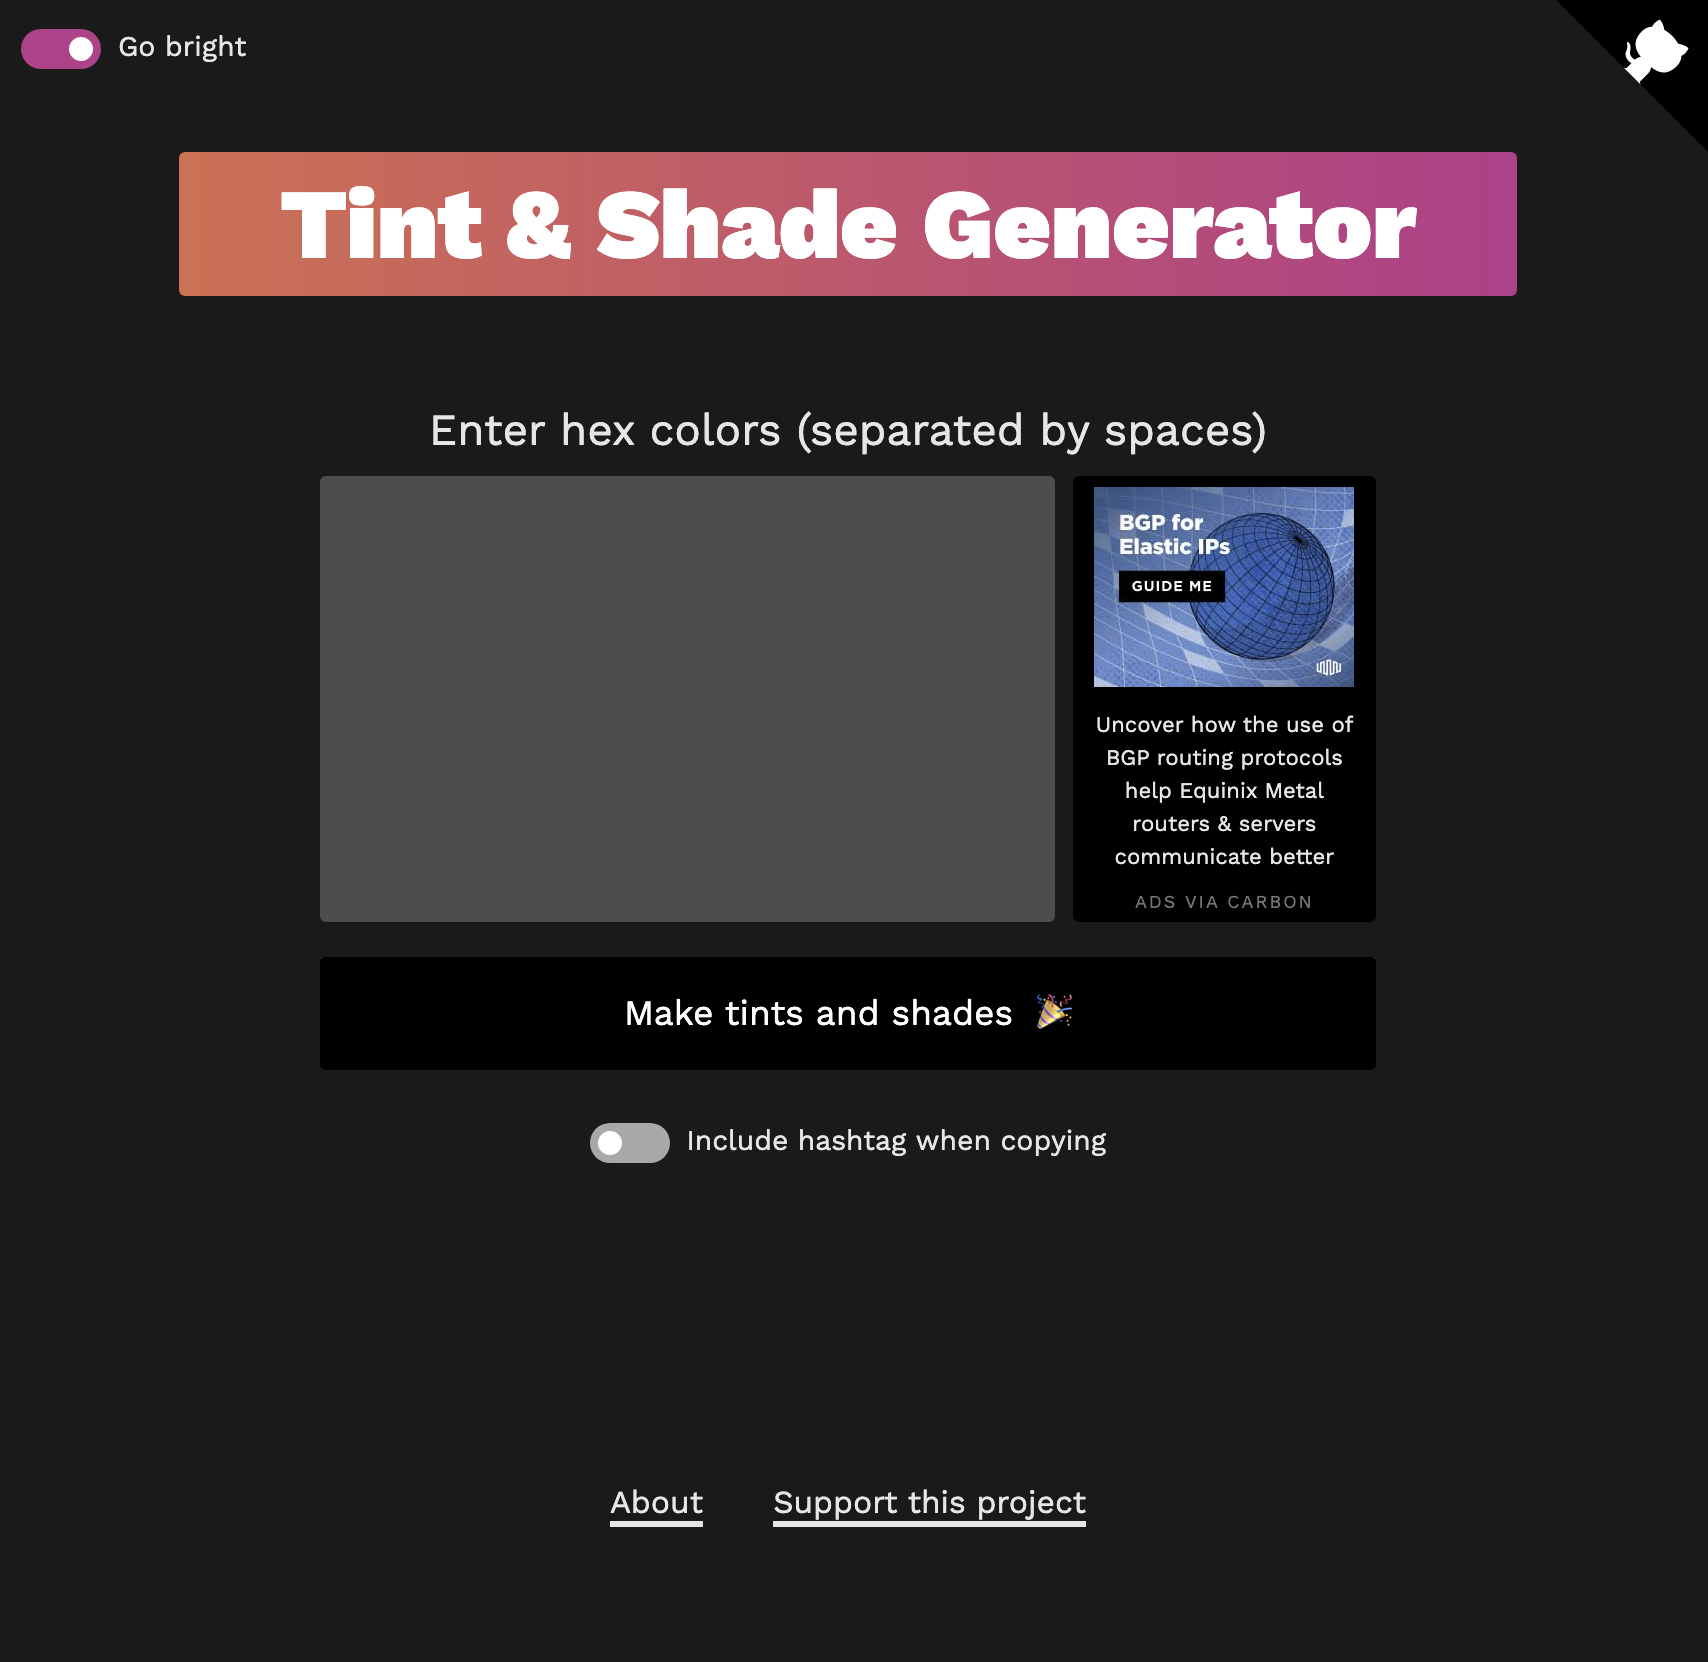 Go bright
Tint & Shade Generator
Enter hex colors (separated by spaces)
BGP for
Elastic IPs
GUIDE ME
Uncover how the use of
BGP routing protocols
help Equinix Metal
routers & servers
communicate better
ADS VIA CARBON
Make tints and shades 🎉
Include hashtag when copying
About
Support this project